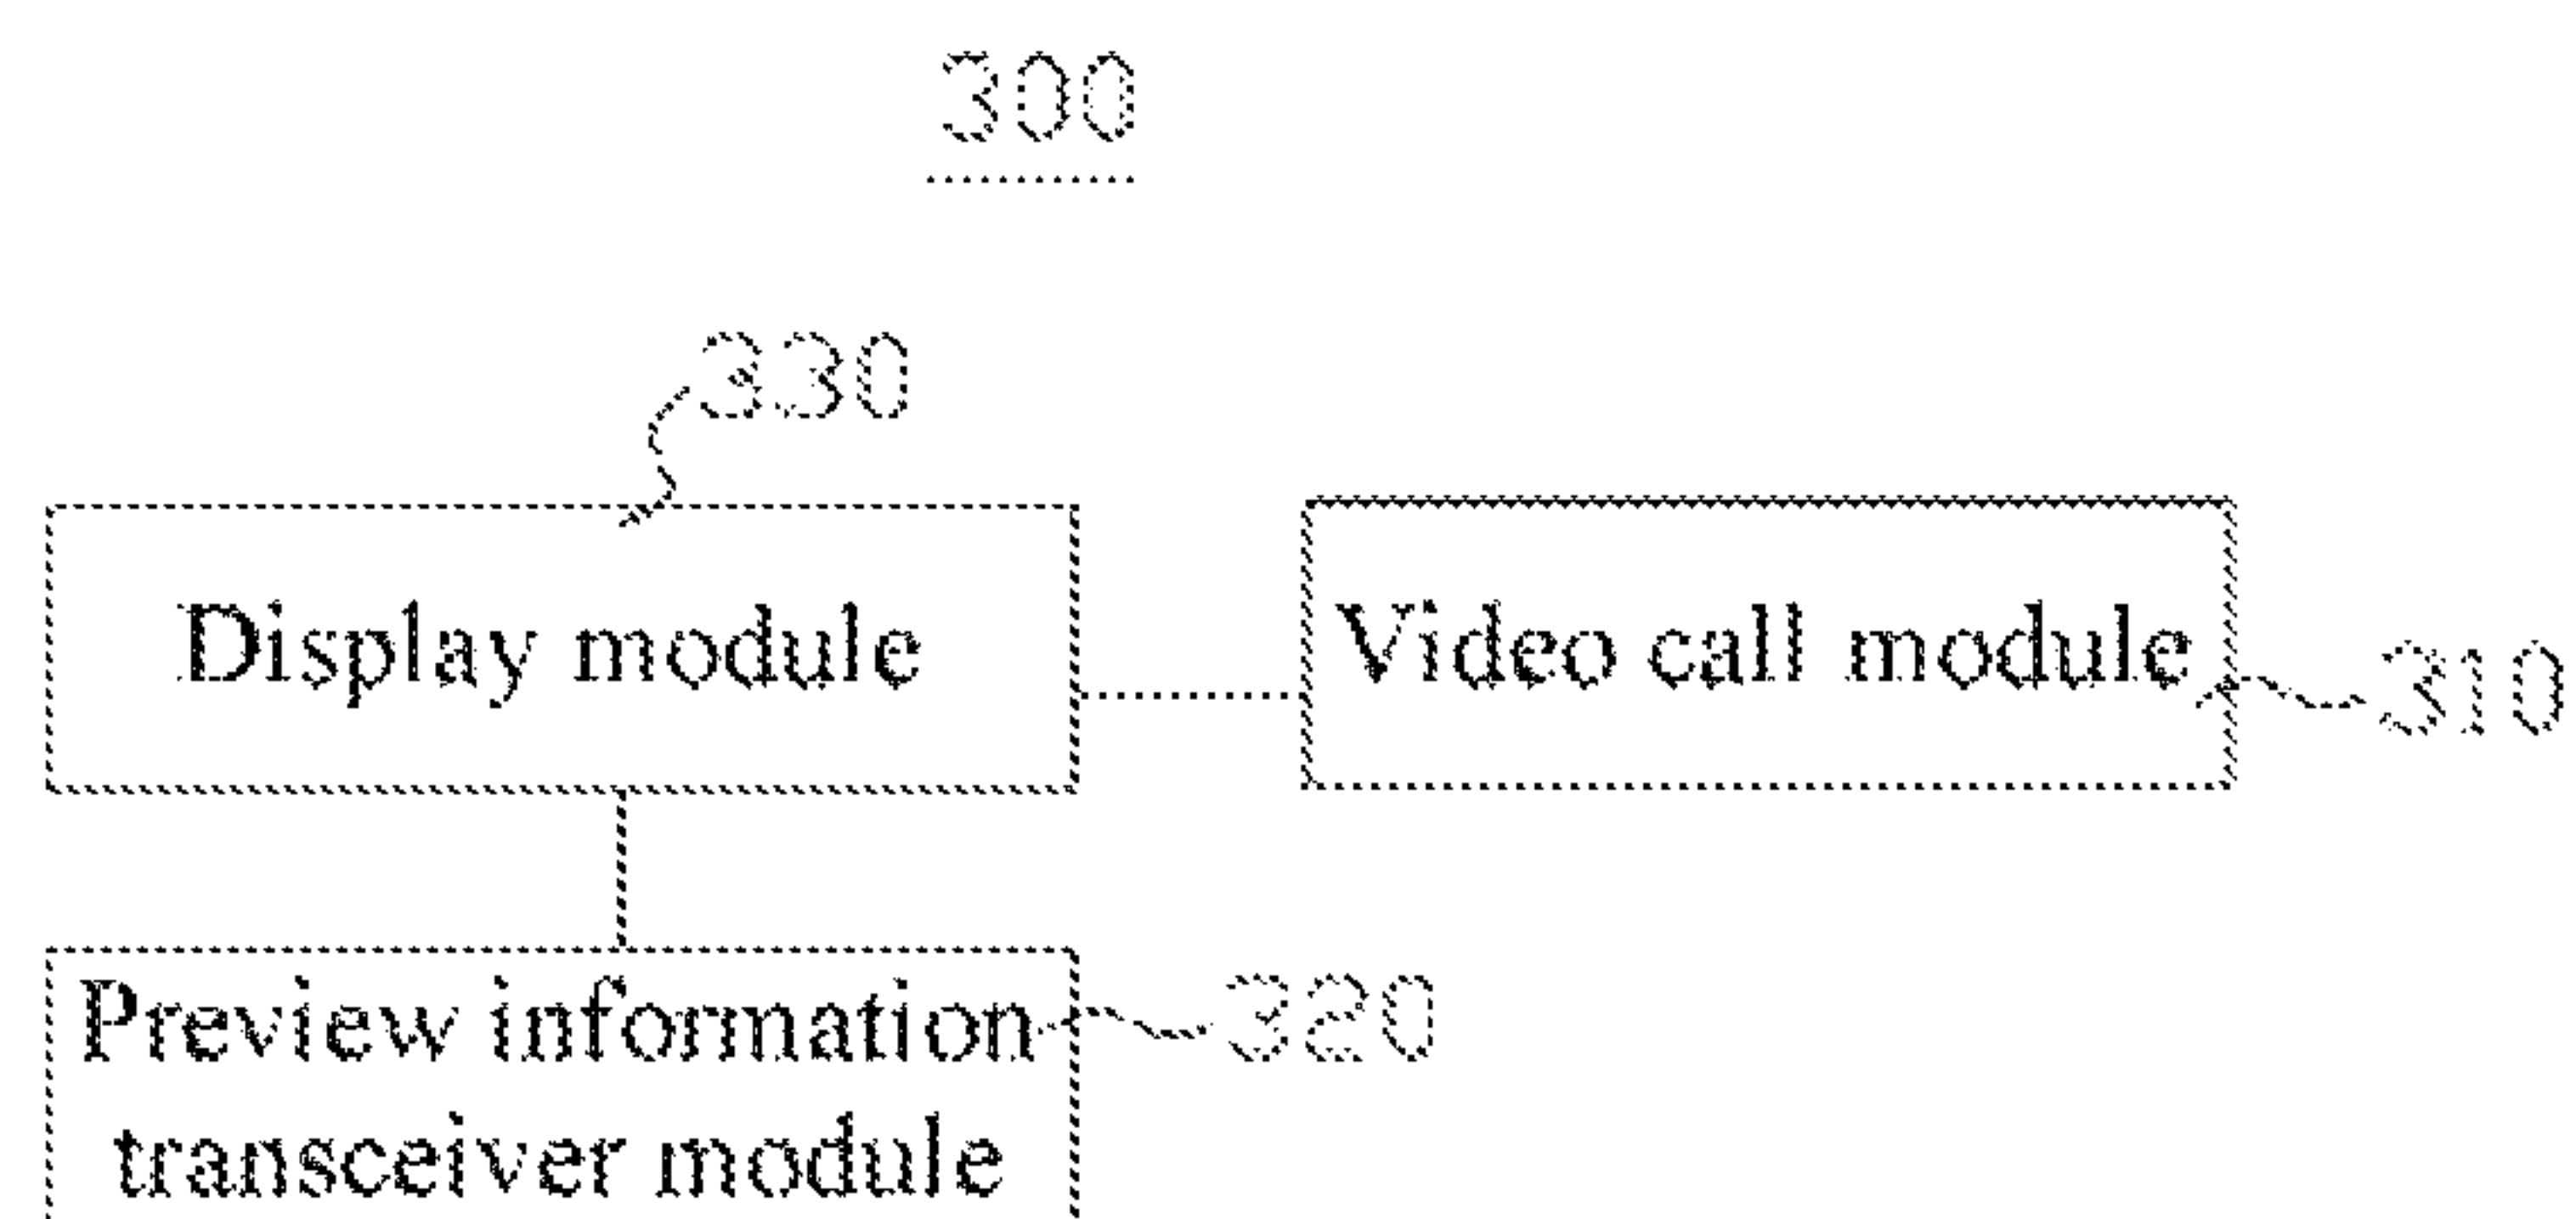 300
330
Display module
Video call module
310
Preview information
transceiver module
320